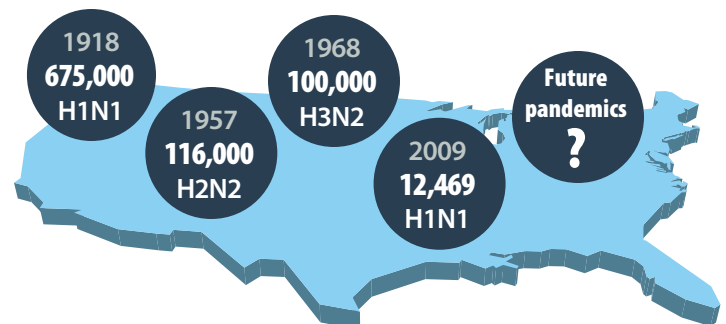 1918
675,000
H1N1
1957
116,000
H2N2
1968
100,000
H3N2
2009
12,469
H1N1
Future
pandemics
?